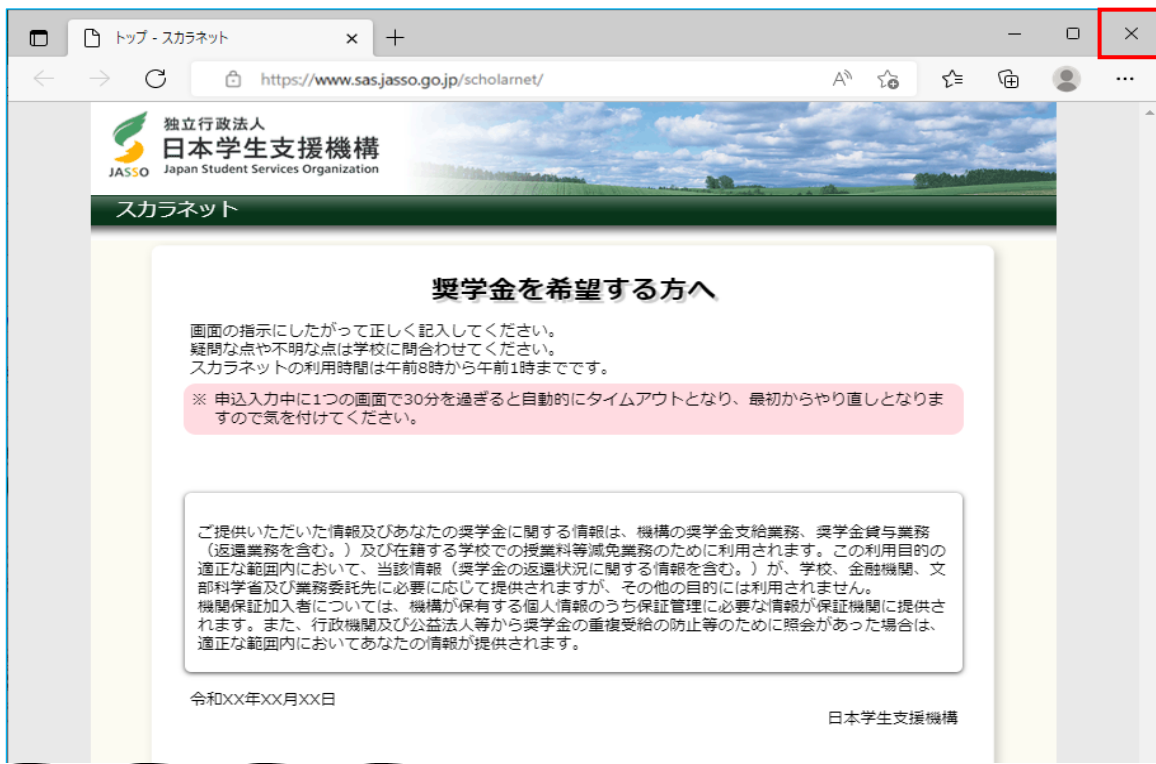 トップ - スカラネット
https://www.sas.jasso.go.jp/scholarnet/
独立行政法人
日本学生支援機構
JASSO Japan Student Services Organization
スカラネット
奨学金を希望する方へ
画面の指示にしたがって正しく記入してください。
疑問な点や不明な点は学校に問合わせてください。
スカラネットの利用時間は午前8時から午前1時までです。
※ 申込入力中に1つの画面で30分を過ぎると自動的にタイムアウトとなり、最初からやり直しとなりま
すので気を付けてください。
ご提供いただいた情報及びあなたの奨学金に関する情報は、機構の奨学金支給業務、奨学金貸与業務
（返還業務を含む。）及び在籍する学校での授業料等減免業務のために利用されます。この利用目的の
適正な範囲内において、当該情報（奨学金の返還状況に関する情報を含む。）が、学校、金融機関、文
部科学省及び業務委託先に必要に応じて提供されますが、その他の目的には利用されません。
機関保証加入者については、機構が保有する個人情報のうち保証管理に必要な情報が保証機関に提供さ
れます。また、行政機関及び公益法人等から奨学金の重複受給の防止等のために照会があった場合は、
適正な範囲内においてあなたの情報が提供されます。
令和XX年XX月XX日
日本学生支援機構